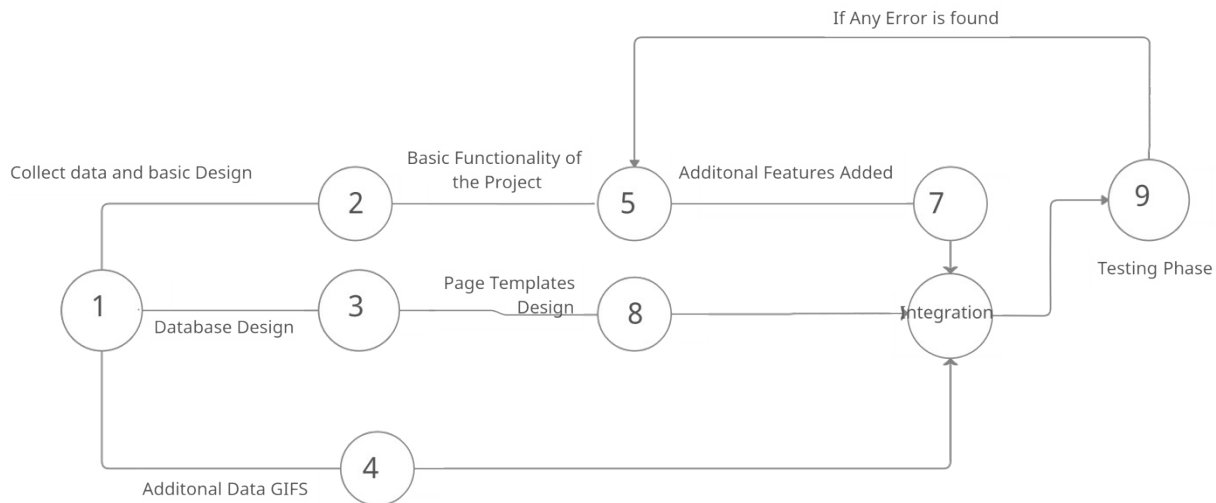 If Any Error is found
Collect data and basic Design
Basic Functionality of
the Project
Additonal Features Added
2
5
7
9
Testing Phase
1
Database Design
3
Page Templates
Design
8
Integration
4
Additonal Data GIFS